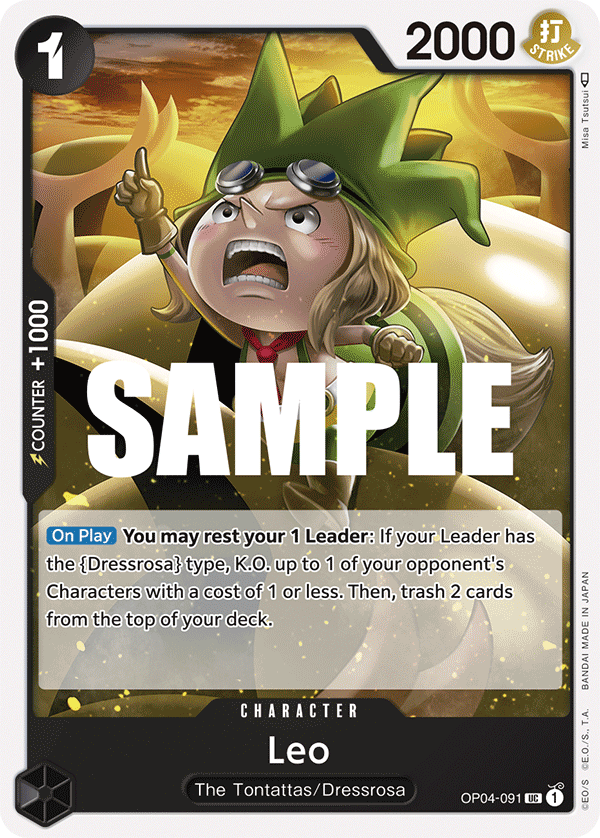 1
2000
打
STRIKE
Misa Tsutsui
COUNTER +1000
SAMPLE
On Play You may rest your 1 Leader: If your Leader has
the {Dressrosa} type, K.O. up to 1 of your opponent's
Characters with a cost of 1 or less. Then, trash 2 cards
from the top of your deck.
CHARACTER
Leo
The Tontattas/Dressrosa
OP04-091 UC 1
©EO/S ©E.O./S., T.A. BANDAI MADE IN JAPAN